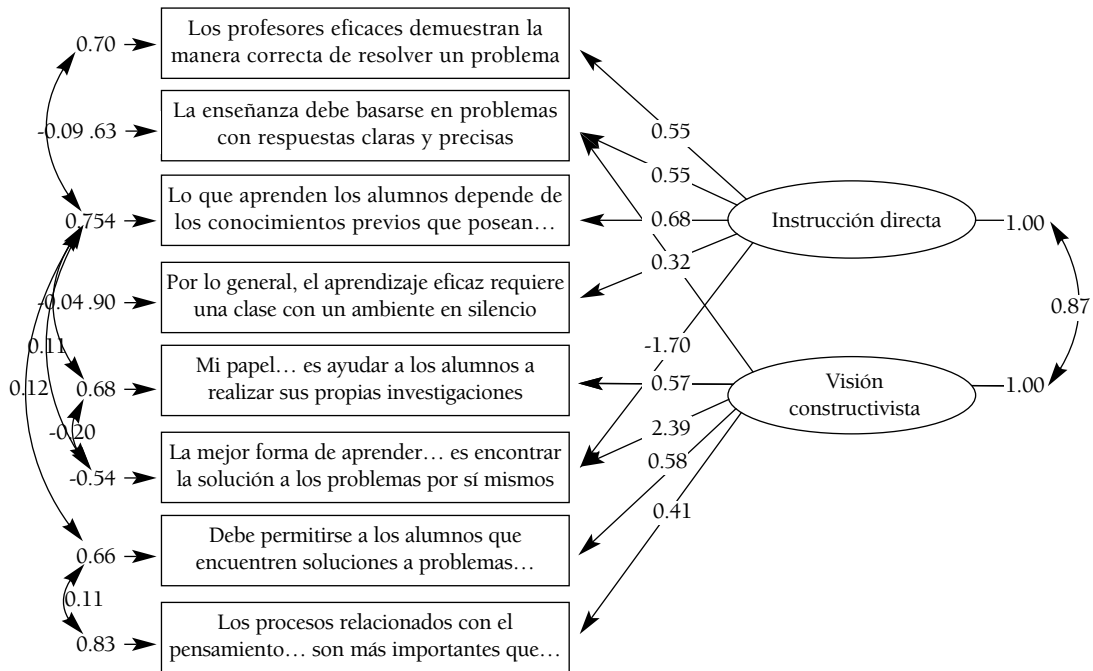 Los profesores eficaces demuestran la
manera correcta de resolver un problema
0.70
La enseñanza debe basarse en problemas
con respuestas claras y precisas
-0.09 .63
Lo que aprenden los alumnos depende de
los conocimientos previos que posean…
0.754
Por lo general, el aprendizaje eficaz requiere
una clase con un ambiente en silencio
-0.04 .90
Mi papel… es ayudar a los alumnos a
realizar sus propias investigaciones
0.11
0.12
0.68
-0.20
La mejor forma de aprender… es encontrar
la solución a los problemas por sí mismos
-0.54
Debe permitirse a los alumnos que
encuentren soluciones a problemas…
0.66
0.11
Los procesos relacionados con el
pensamiento… son más importantes que…
0.83
0.55
0.55
0.68
0.32
-1.70
0.57
2.39
0.58
0.41
Instrucción directa
1.00
0.87
Visión
constructivista
1.00